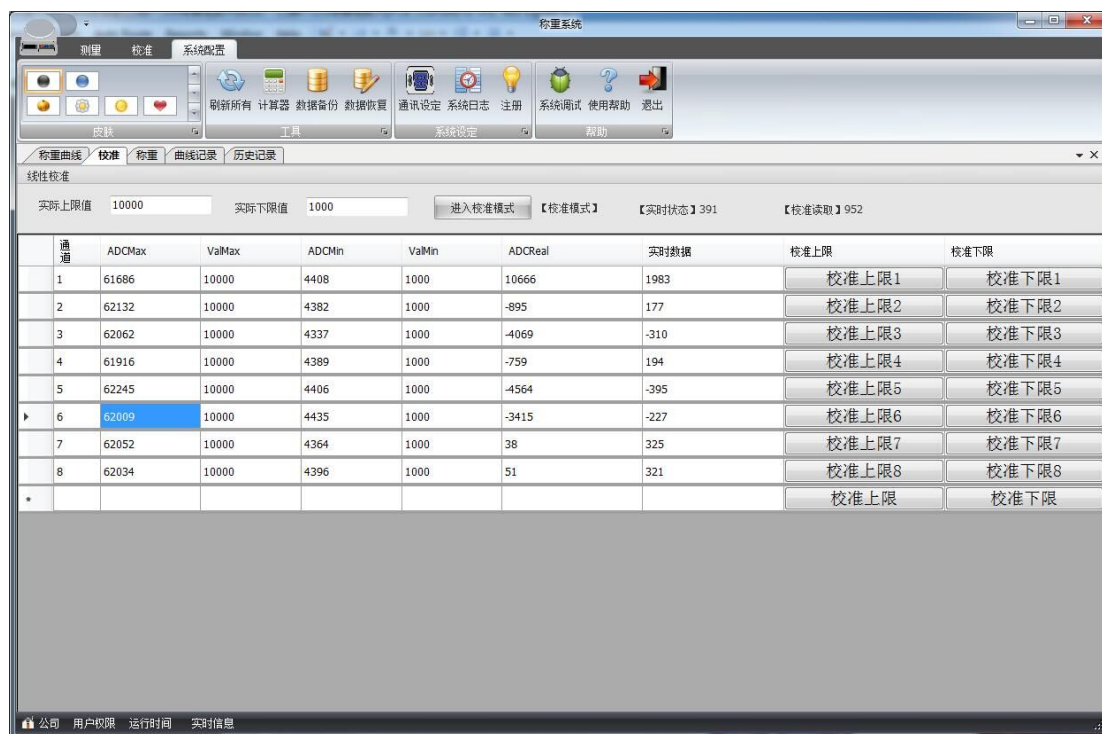 称重系统
测量 校准 系统配置
刷新所有 计算器 数据备份 数据恢复 通讯设定 系统日志 注册 系统调试 使用帮助 退出
皮肤 工具 系统设定 帮助
称重曲线 校准 称重 曲线记录 历史记录
线性校准
实际上限值 10000 实际下限值 1000 进入校准模式 【校准模式】 【实时状态】391 【校准读取】952
通道 ADCMax ValMax ADCMin ValMin ADCReal 实时数据 校准上限 校准下限
1 61686 10000 4408 1000 10666 1983 校准上限1 校准下限1
2 62132 10000 4382 1000 -895 177 校准上限2 校准下限2
3 62062 10000 4337 1000 -4069 -310 校准上限3 校准下限3
4 61916 10000 4389 1000 -759 194 校准上限4 校准下限4
5 62245 10000 4406 1000 -4564 -395 校准上限5 校准下限5
6 62009 10000 4435 1000 -3415 -227 校准上限6 校准下限6
7 62052 10000 4364 1000 38 325 校准上限7 校准下限7
8 62034 10000 4396 1000 51 321 校准上限8 校准下限8
校准上限 校准下限
公司 用户权限 运行时间 实时信息